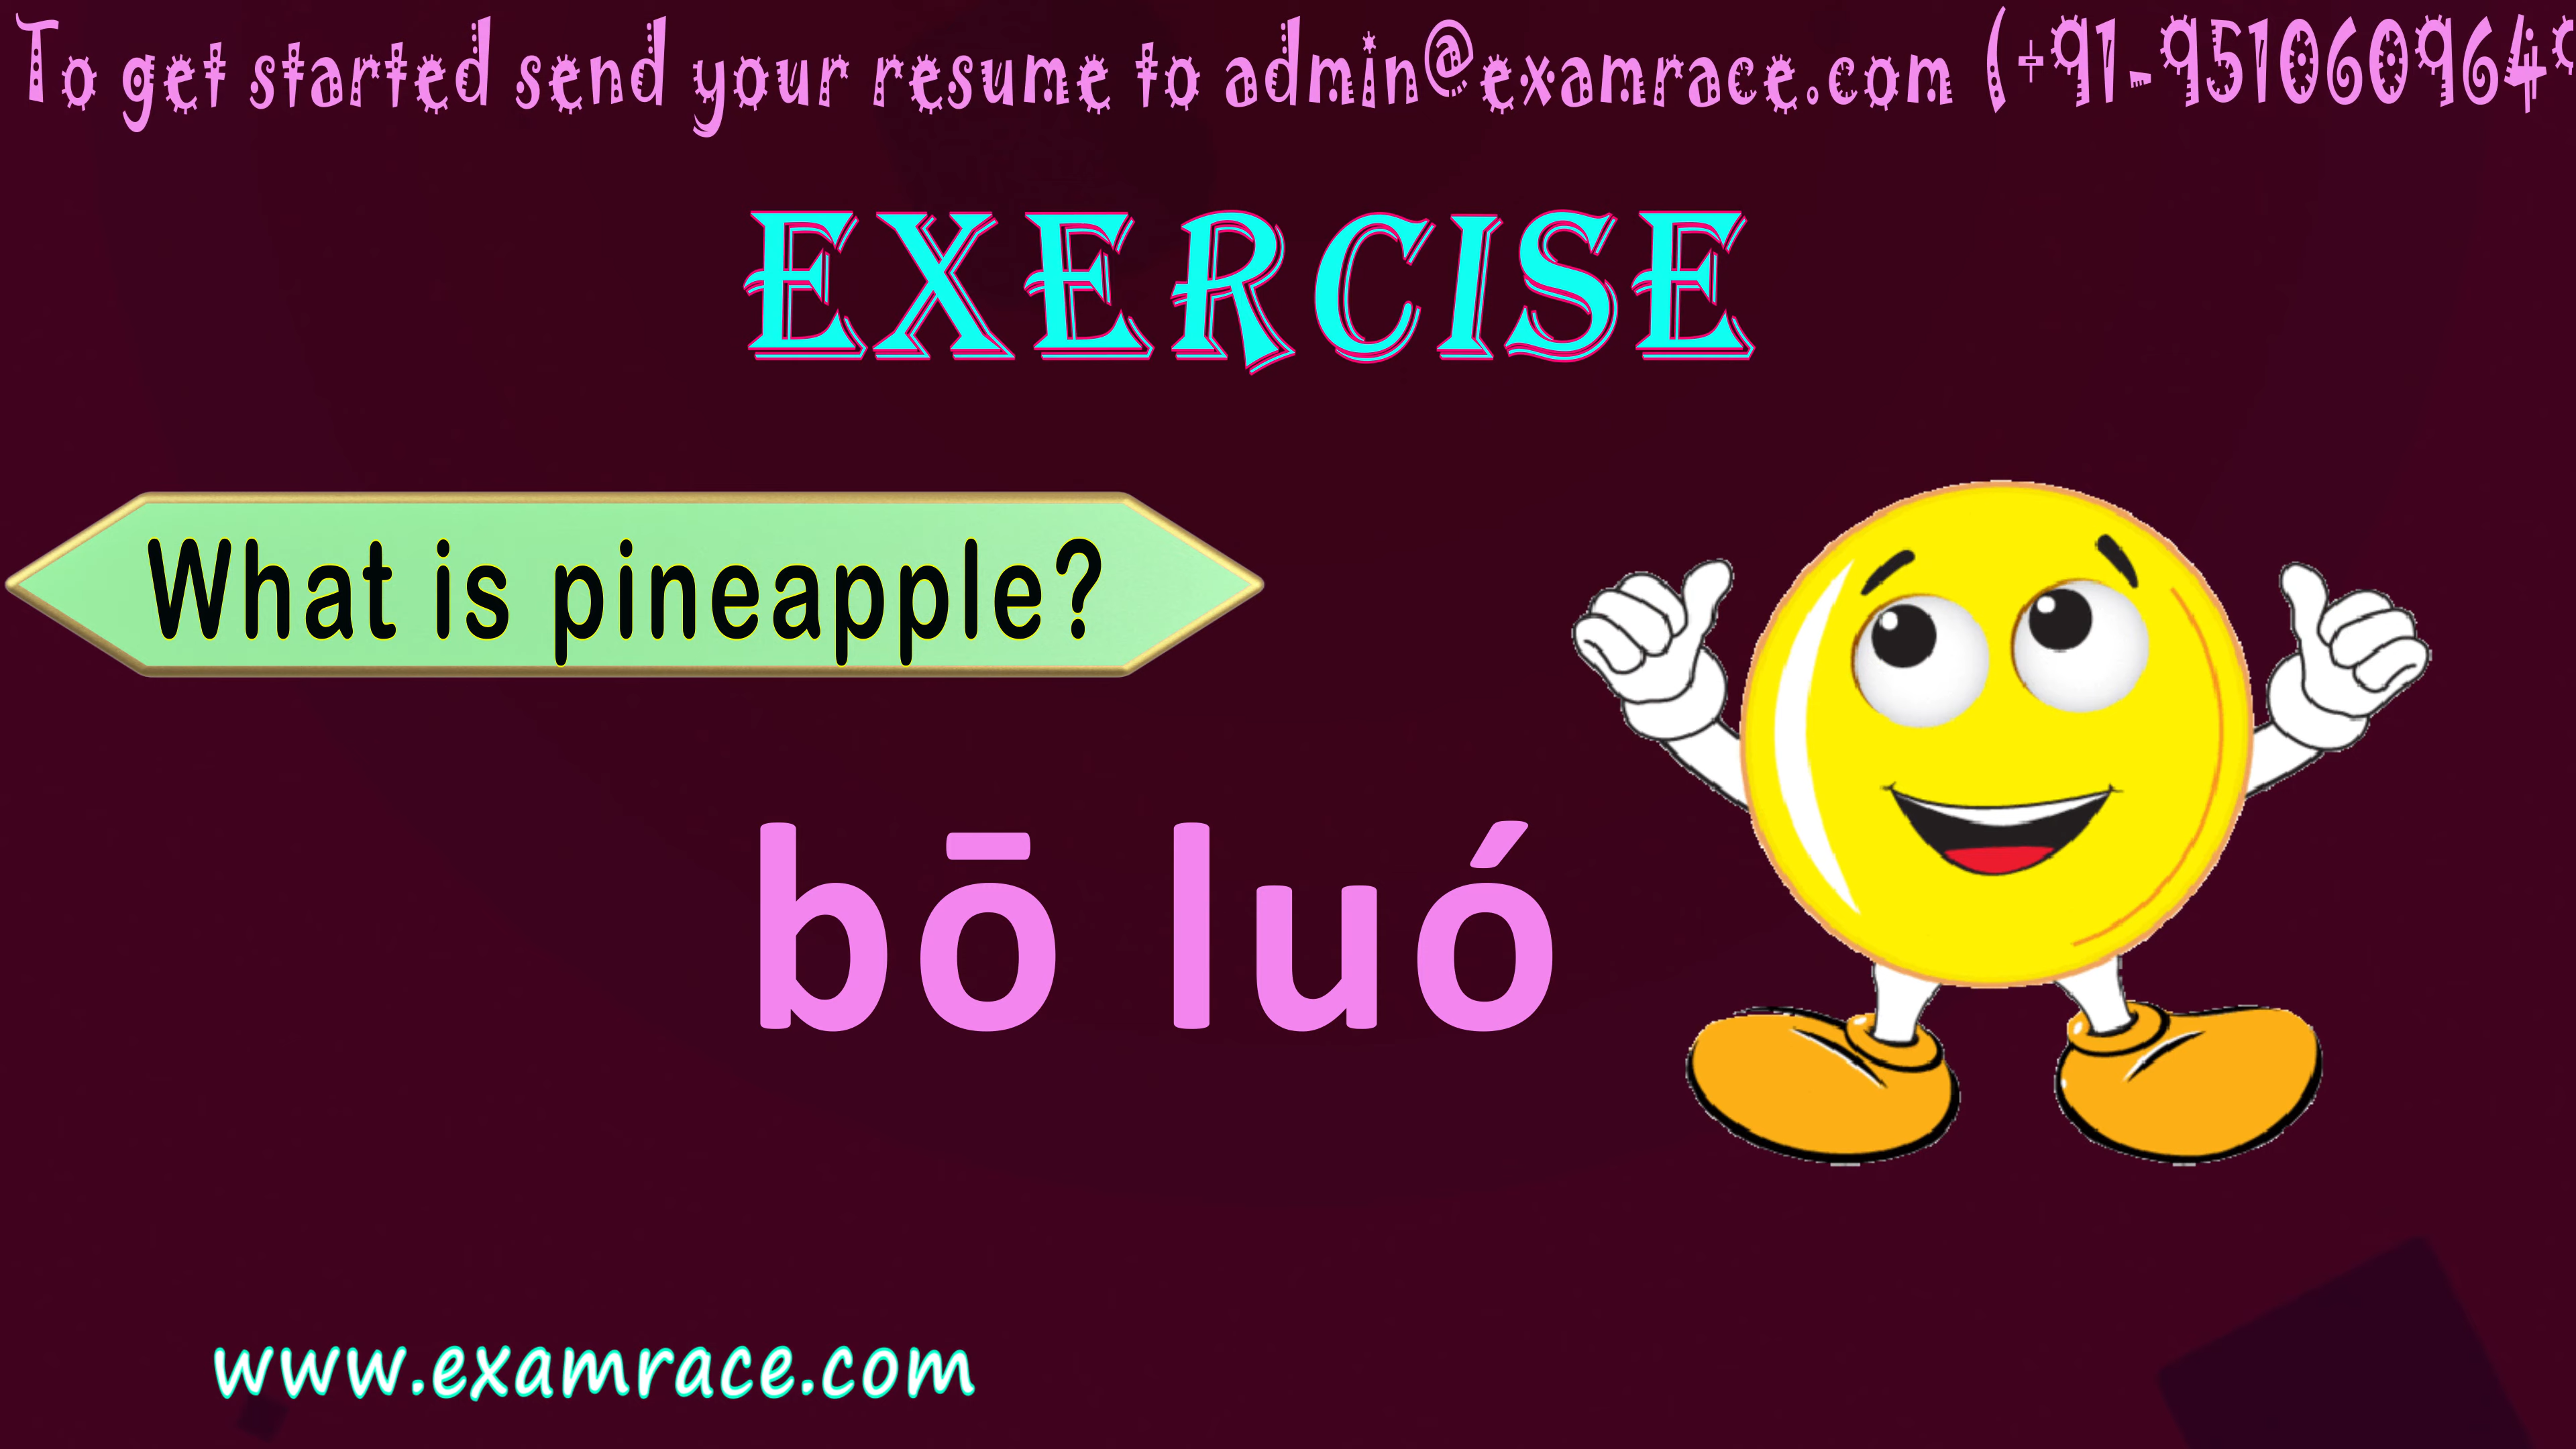 To get started send your resume to admin@examrace.com (+91-951060964
EXERCISE
What is pineapple?
bō luó
www.examrace.com